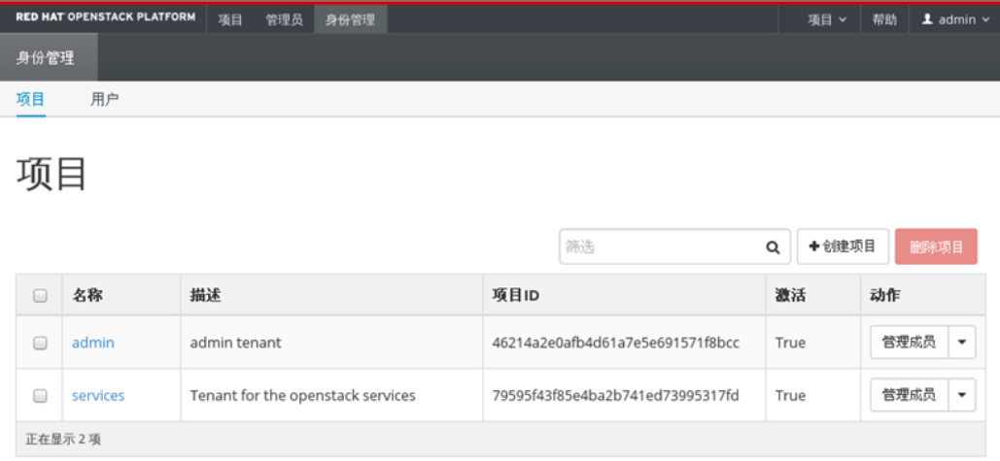 RED HAT OPENSTACK PLATFORM 项目 管理员 身份管理 项目 帮助 admin
身份管理
项目 用户
项目
筛选 +创建项目 删除项目
名称 描述 项目ID 激活 动作
admin admin tenant 46214a2e0afb4d61a7e5e691571f8bcc True 管理成员
services Tenant for the openstack services 79595f43f85e4ba2b741ed73995317fd True 管理成员
正在显示 2 项